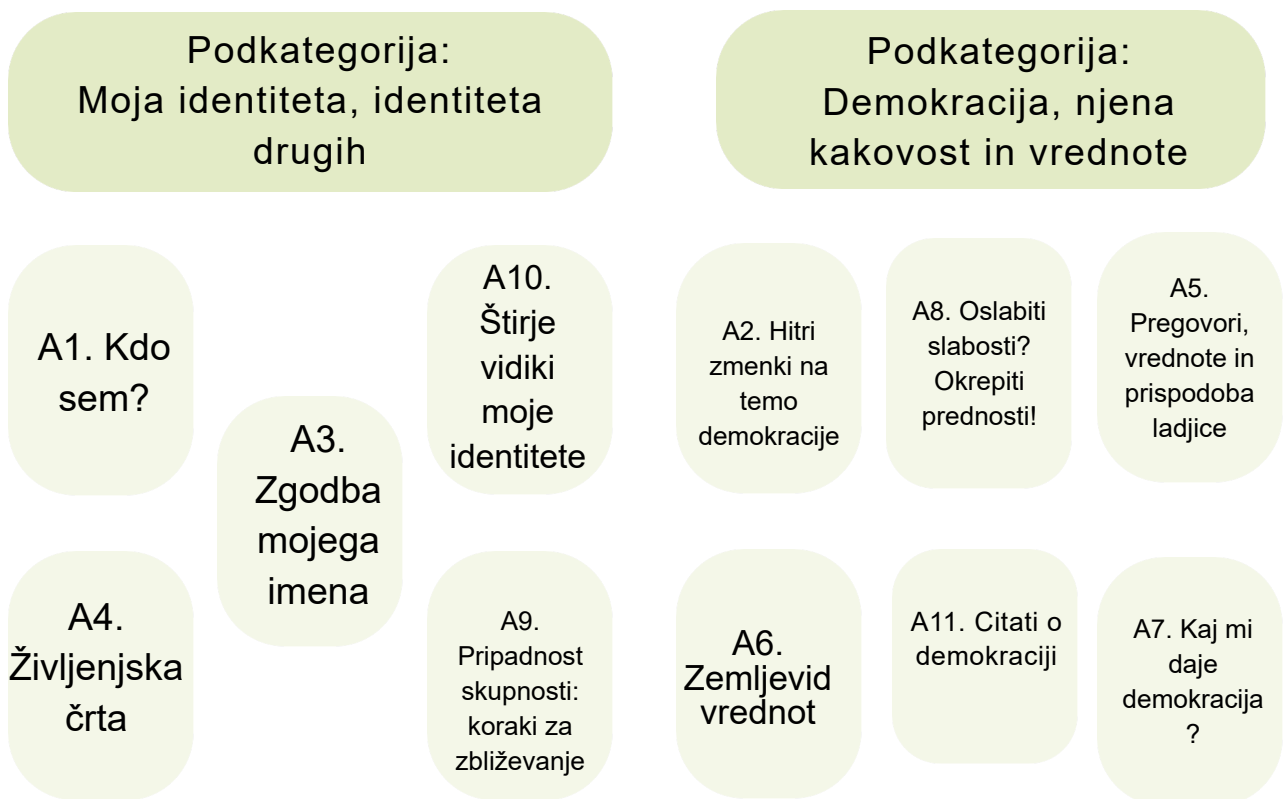 Podkategorija:
Moja identiteta, identiteta
drugih
A1. Kdo
sem?
A10.
Štirje
vidiki
moje
identitete
A3.
Zgodba
mojega
imena
A4.
Življenjska
črta
A9.
Pripadnost
skupnosti:
koraki za
zbliževanje
Podkategorija:
Demokracija, njena
kakovost in vrednote
A2. Hitri
zmenki na
temo
demokracije
A8. Oslabiti
slabosti?
Okrepiti
prednosti!
A5.
Pregovori,
vrednote in
prispodoba
ladjice
A6.
Zemljevid
vrednot
A11. Citati o
demokraciji
A7. Kaj mi
daje
demokracija
?